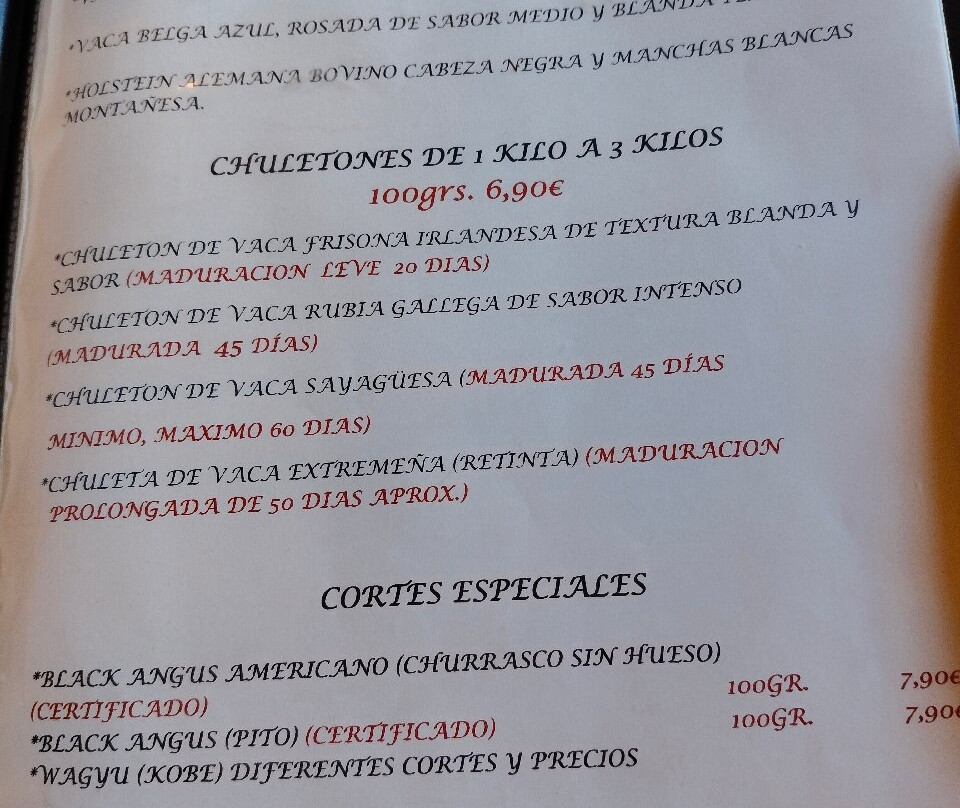 *VACA BELGA AZUL, ROSADA DE SABOR MEDIO Y BLANDA
*HOLSTEIN ALEMANA BOVINO CABEZA NEGRA Y MANCHAS BLANCAS
MONTAÑESA.
CHULETONES DE 1 KILO A 3 KILOS
100grs. 6,90€
*CHULETON DE VACA FRISONA IRLANDESA DE TEXTURA BLANDA Y
SABOR (MADURACION LEVE 20 DIAS)
*CHULETON DE VACA RUBIA GALLEGA DE SABOR INTENSO
(MADURADA 45 DÍAS)
*CHULETON DE VACA SAYAGÜESA (MADURADA 45 DÍAS
MINIMO, MAXIMO 60 DIAS)
*CHULETA DE VACA EXTREMEÑA (RETINTA) (MADURACION
PROLONGADA DE 50 DIAS APROX.)
CORTES ESPECIALES
*BLACK ANGUS AMERICANO (CHURRASCO SIN HUESO)
(CERTIFICADO) 100GR. 7,90€
*BLACK ANGUS (PITO) (CERTIFICADO) 100GR. 7,90€
*WAGYU (KOBE) DIFERENTES CORTES Y PRECIOS